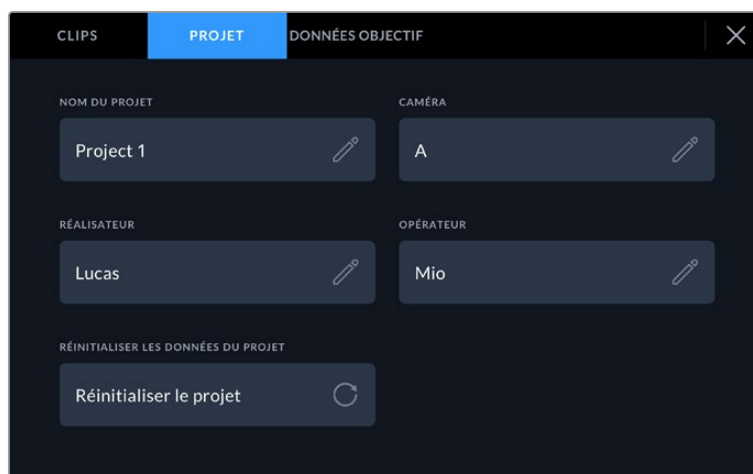 CLIPS PROJET DONNÉES OBJECTIF
NOM DU PROJET CAMÉRA
Project 1 A
RÉALISATEUR OPÉRATEUR
Lucas Mio
RÉINITIALISER LES DONNÉES DU PROJET
Réinitialiser le projet